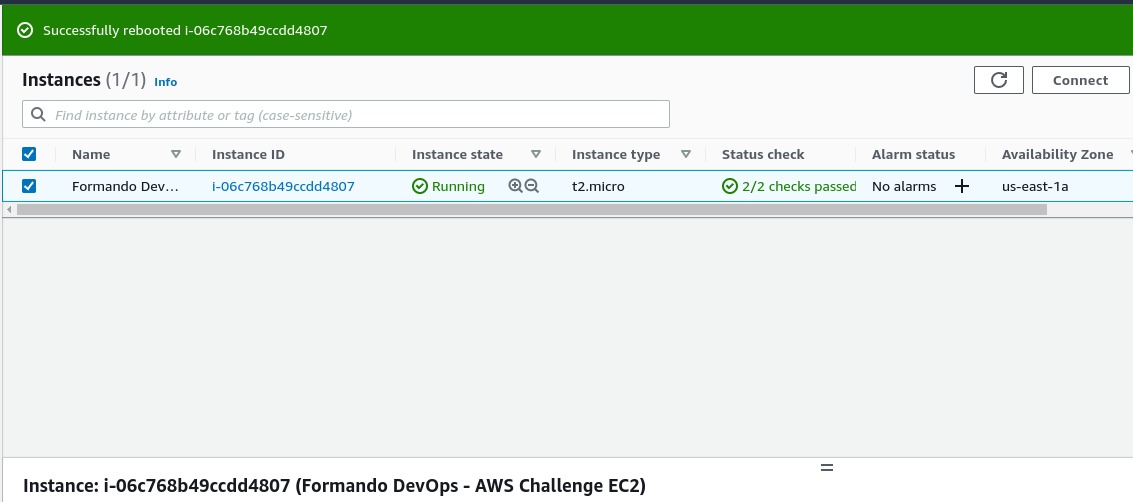 Successfully rebooted i-06c768b49ccdd4807
Instances (1/1) Info
Connect
Find instance by attribute or tag (case-sensitive)
Name Instance ID Instance state Instance type Status check Alarm status Availability Zone
Formando Dev... i-06c768b49ccdd4807 Running t2.micro 2/2 checks passed No alarms + us-east-1a
Instance: i-06c768b49ccdd4807 (Formando DevOps - AWS Challenge EC2)